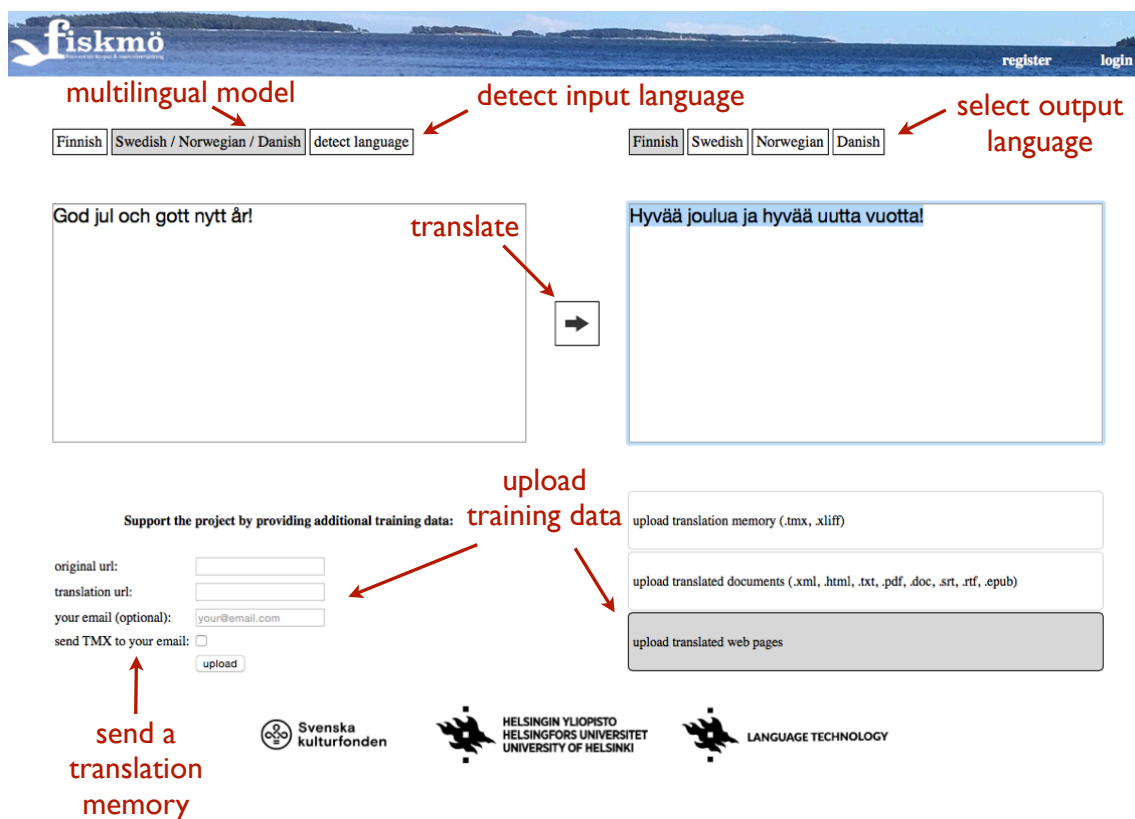 fiskmö
register login
multilingual model
detect input language
select output
language
Finnish Swedish / Norwegian / Danish detect language
Finnish Swedish Norwegian Danish
God jul och gott nytt år!
translate
Hyvää joulua ja hyvää uutta vuotta!
upload
training data
Support the project by providing additional training data:
original url:
translation url:
your email (optional): your@email.com
send TMX to your email:
upload
upload translation memory (.tmx, .xliff)
upload translated documents (.xml, .html, .txt, .pdf, .doc, .srt, .rtf, .epub)
upload translated web pages
send a
translation
memory
Svenska
kulturfonden
HELSINGIN YLIOPISTO
HELSINGFORS UNIVERSITET
UNIVERSITY OF HELSINKI
LANGUAGE TECHNOLOGY